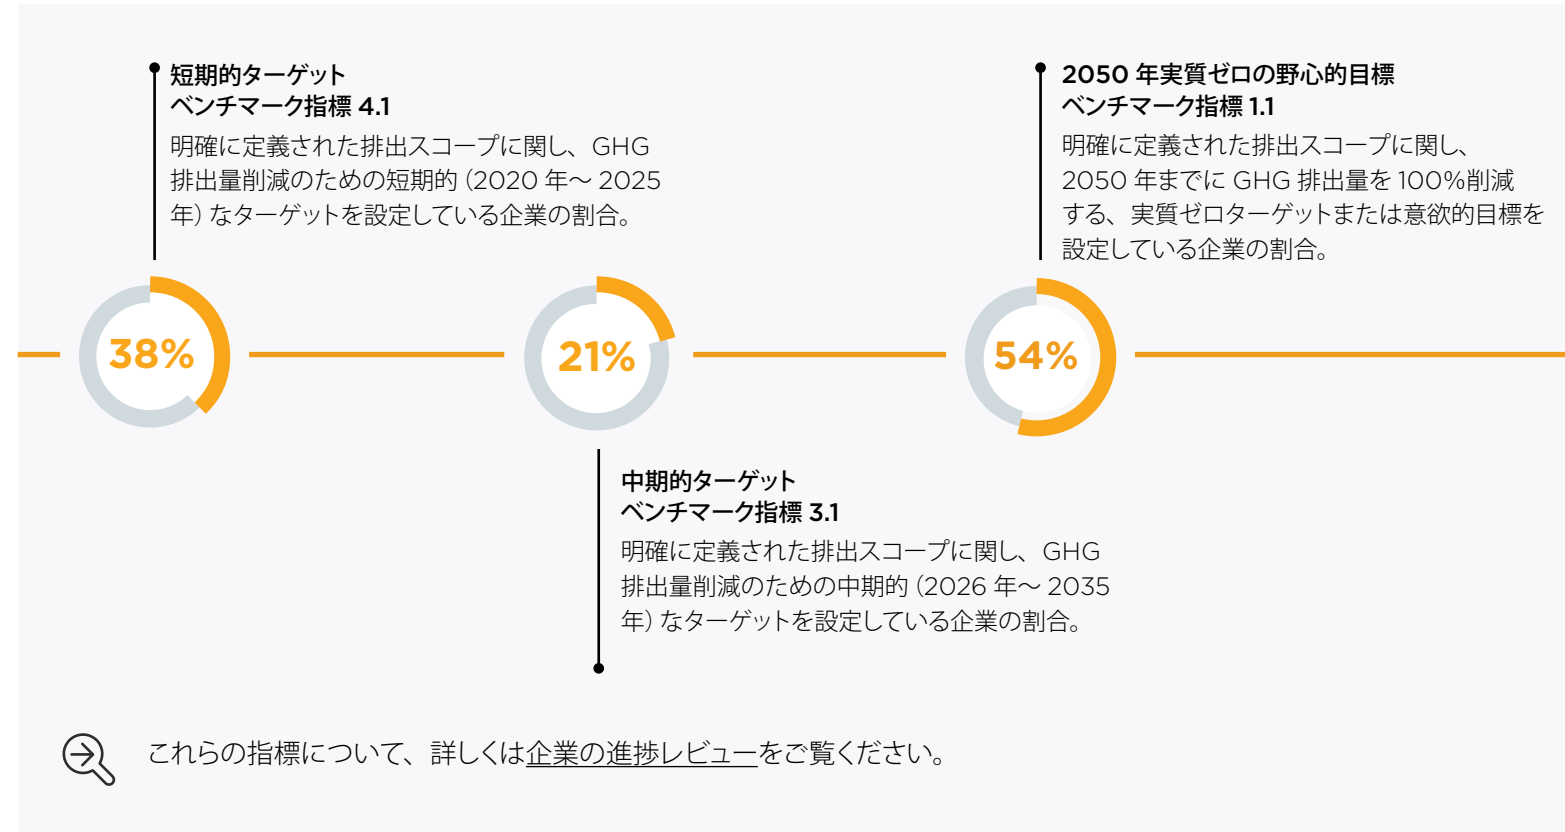 短期的ターゲット
ベンチマーク指標 4.1
明確に定義された排出スコープに関し、GHG
排出量削減のための短期的（2020 年～ 2025
年）なターゲットを設定している企業の割合。
2050 年実質ゼロの野心的目標
ベンチマーク指標 1.1
明確に定義された排出スコープに関し、
2050 年までに GHG 排出量を 100%削減
する、実質ゼロターゲットまたは意欲的目標を
設定している企業の割合。
38%
21%
54%
中期的ターゲット
ベンチマーク指標 3.1
明確に定義された排出スコープに関し、GHG
排出量削減のための中期的（2026 年～ 2035
年）なターゲットを設定している企業の割合。
これらの指標について、詳しくは企業の進捗レビューをご覧ください。